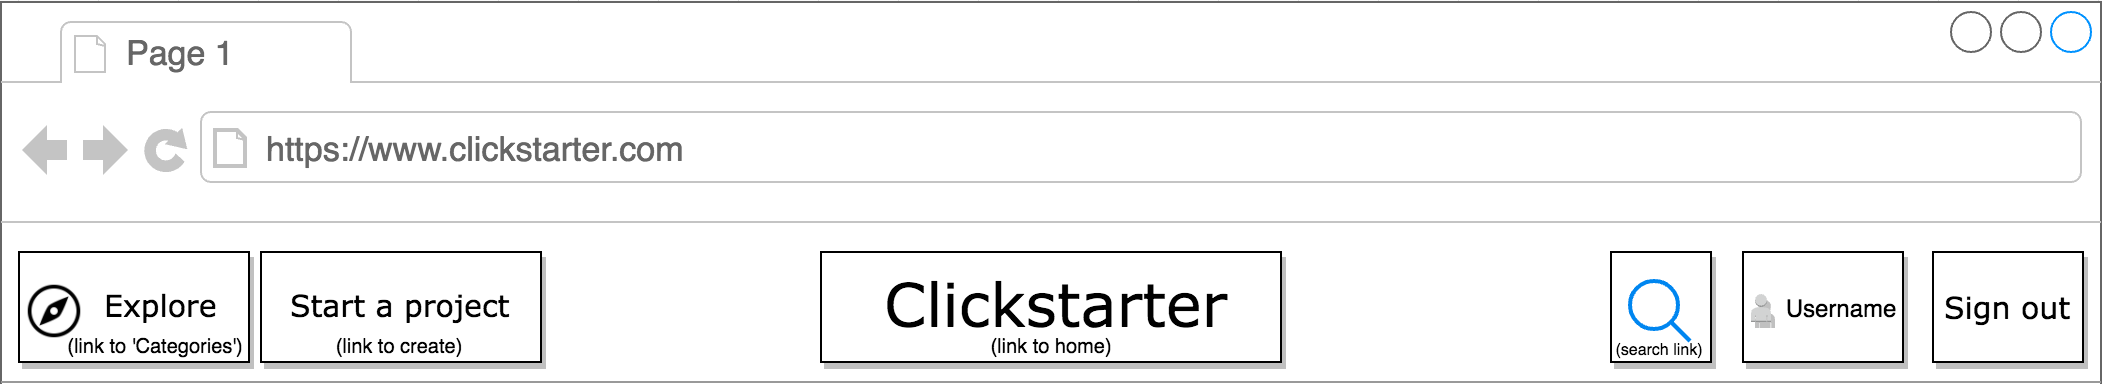 Page 1
https://www.clickstarter.com
Explore
(link to 'Categories')
Start a project
(link to create)
Clickstarter
(link to home)
(search link)
Username
Sign out